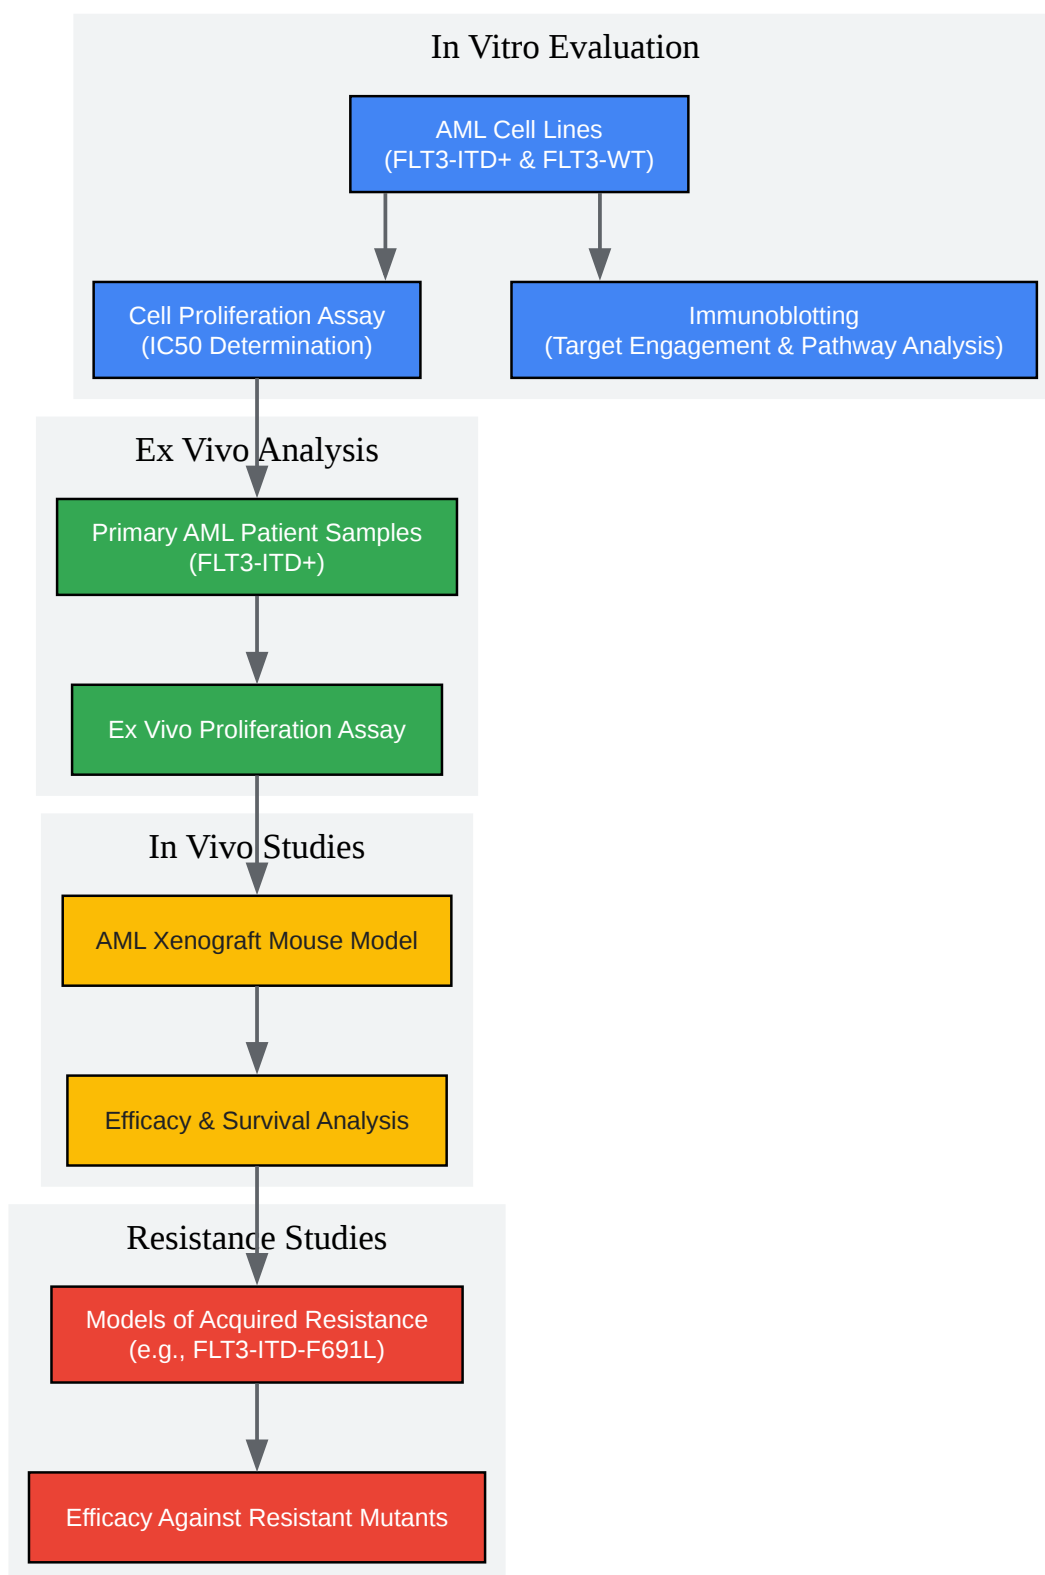 In Vitro Evaluation
AML Cell Lines
(FLT3-ITD+ & FLT3-WT)
Cell Proliferation Assay
(IC50 Determination)
Immunoblotting
(Target Engagement & Pathway Analysis)
Ex Vivo Analysis
Primary AML Patient Samples
(FLT3-ITD+)
Ex Vivo Proliferation Assay
In Vivo Studies
AML Xenograft Mouse Model
Efficacy & Survival Analysis
Resistance Studies
Models of Acquired Resistance
(e.g., FLT3-ITD-F691L)
Efficacy Against Resistant Mutants